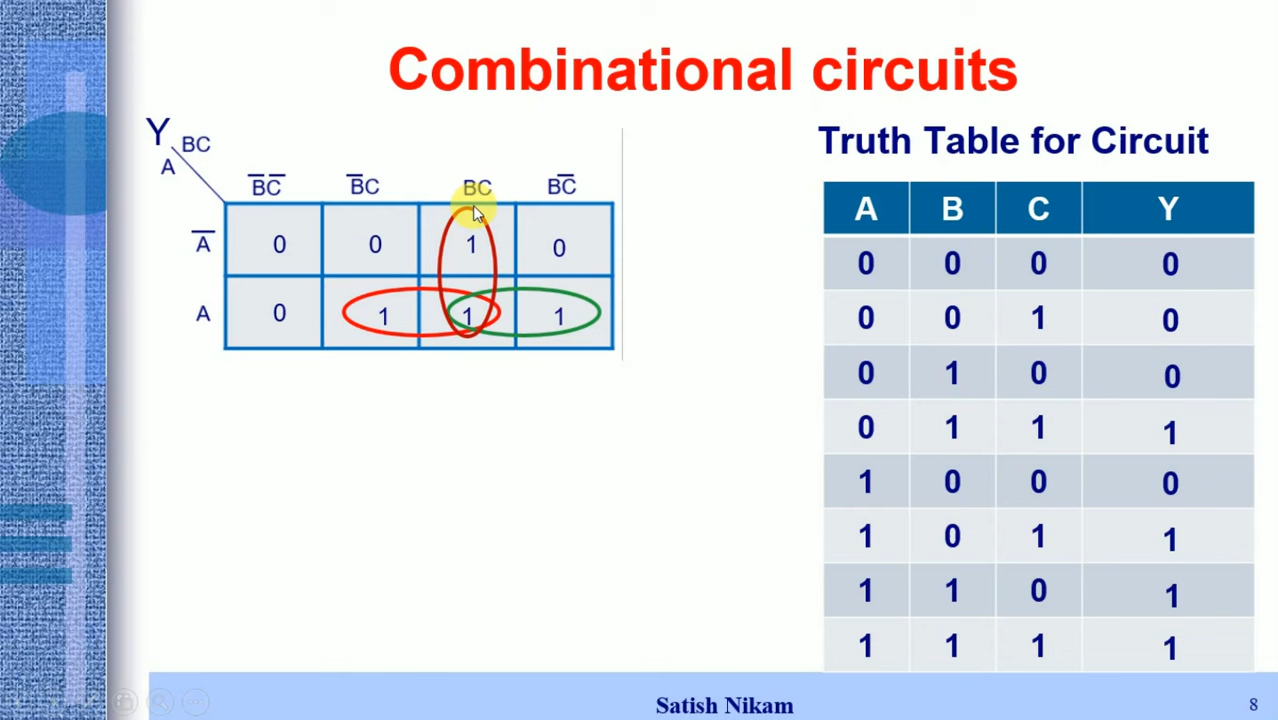 Combinational circuits
Y BC
A
B̅C̅ B̅C BC BC̅
A̅ 0 0 1 0
A 0 1 1 1
Truth Table for Circuit
A B C Y
0 0 0 0
0 0 1 0
0 1 0 0
0 1 1 1
1 0 0 0
1 0 1 1
1 1 0 1
1 1 1 1
Satish Nikam 8